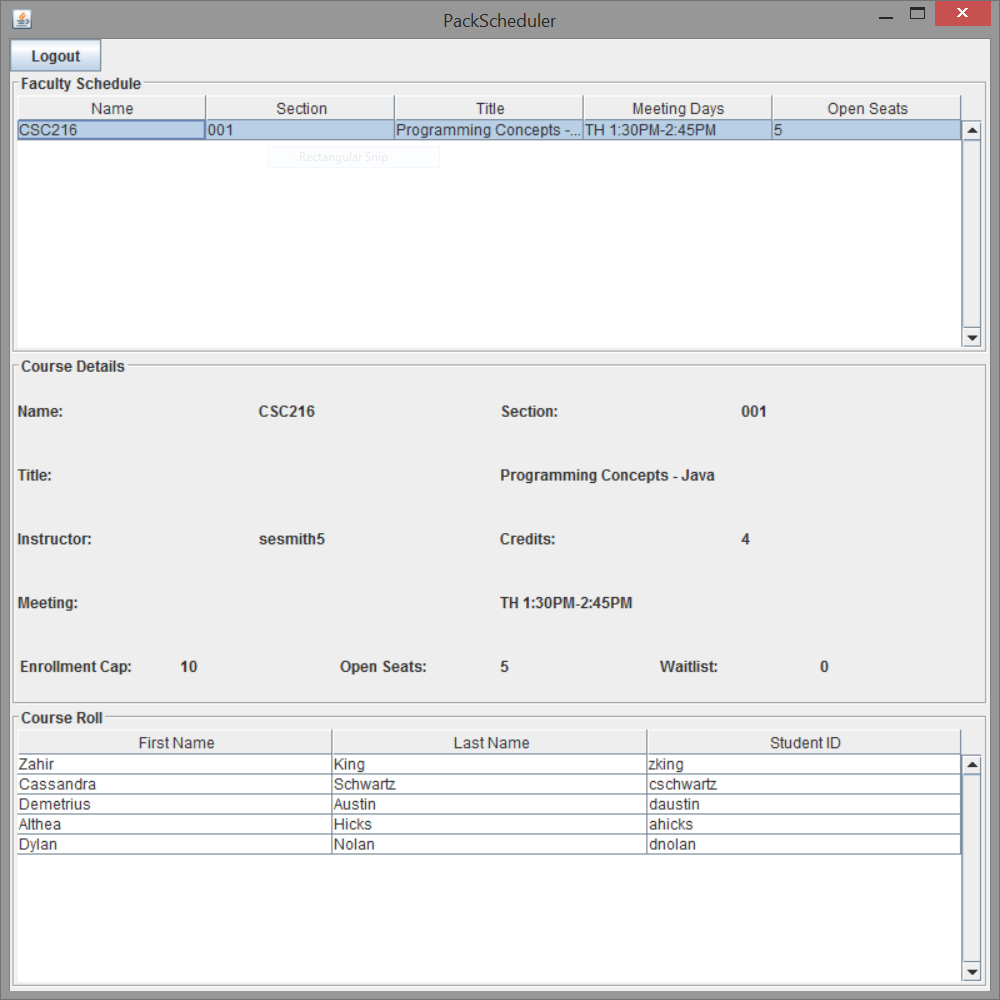 PackScheduler
Logout
Faculty Schedule
Name Section Title Meeting Days Open Seats
CSC216 001 Programming Concepts -... TH 1:30PM-2:45PM 5
Rectangular Snip
Course Details
Name: CSC216 Section: 001
Title: Programming Concepts - Java
Instructor: sesmith5 Credits: 4
Meeting: TH 1:30PM-2:45PM
Enrollment Cap: 10 Open Seats: 5 Waitlist: 0
Course Roll
First Name Last Name Student ID
Zahir King zking
Cassandra Schwartz cschwartz
Demetrius Austin daustin
Althea Hicks ahicks
Dylan Nolan dnolan